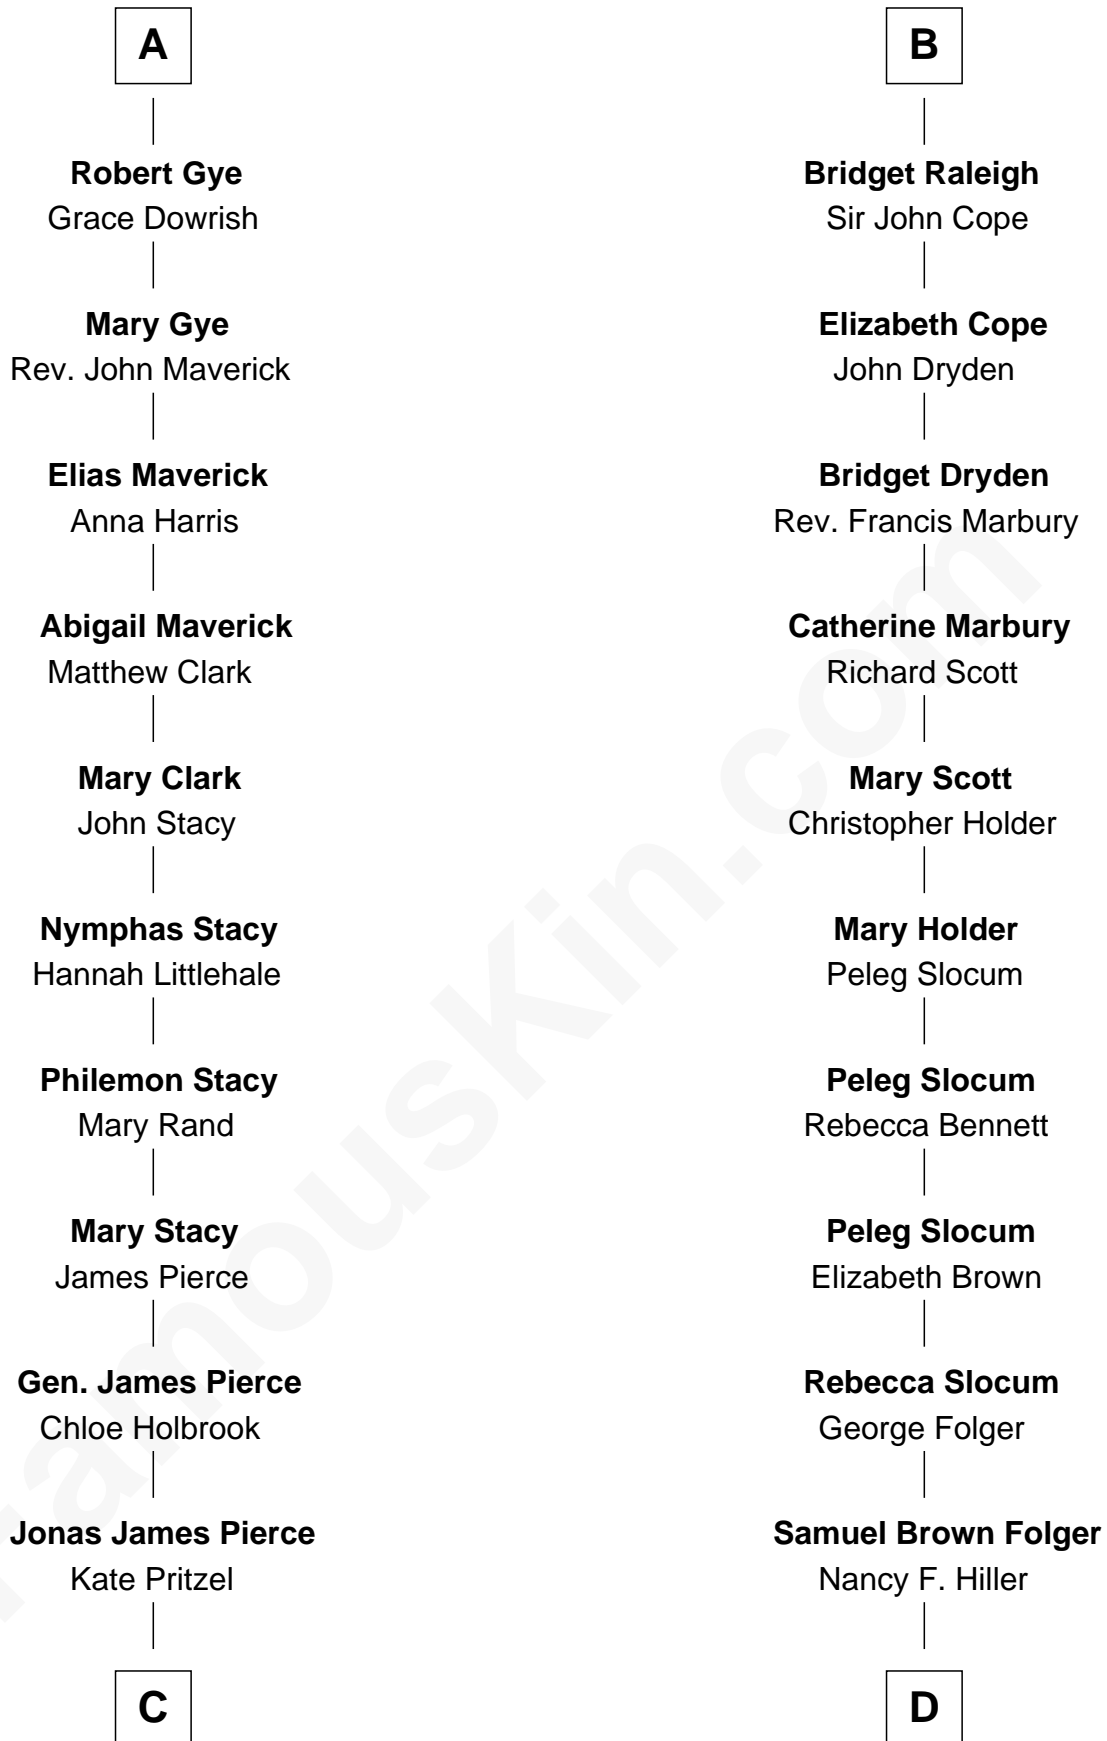 A
Robert Gye
Grace Dowrish
Mary Gye
Rev. John Maverick
Elias Maverick
Anna Harris
Abigail Maverick
Matthew Clark
Mary Clark
John Stacy
Nymphas Stacy
Hannah Littlehale
Philemon Stacy
Mary Rand
Mary Stacy
James Pierce
Gen. James Pierce
Chloe Holbrook
Jonas James Pierce
Kate Pritzel
C
B
Bridget Raleigh
Sir John Cope
Elizabeth Cope
John Dryden
Bridget Dryden
Rev. Francis Marbury
Catherine Marbury
Richard Scott
Mary Scott
Christopher Holder
Mary Holder
Peleg Slocum
Peleg Slocum
Rebecca Bennett
Peleg Slocum
Elizabeth Brown
Rebecca Slocum
George Folger
Samuel Brown Folger
Nancy F. Hiller
D
FamousKin.com